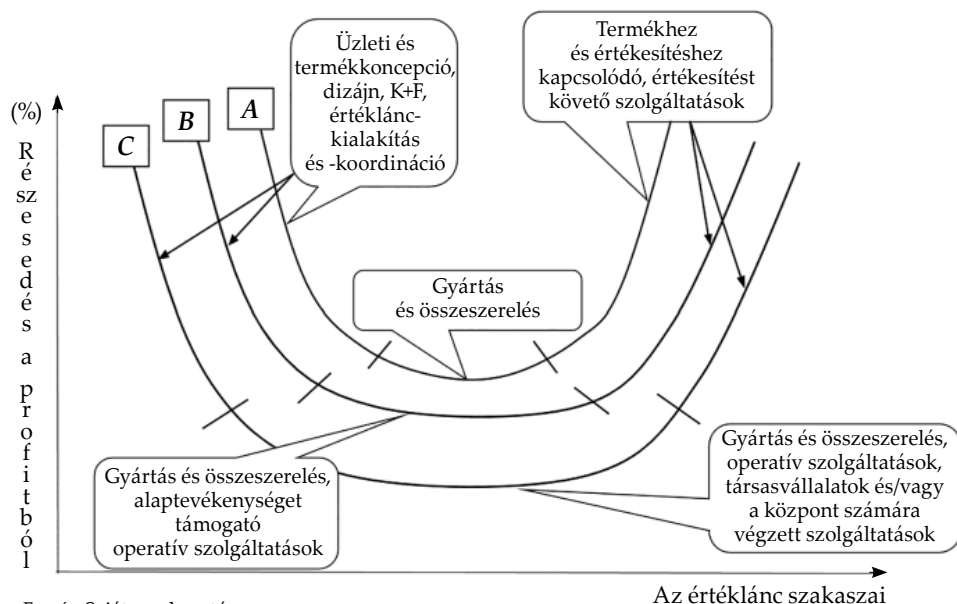 (%)
Részesedés a profitból
C
B
A
Üzleti és
termékkoncepció,
dizájn, K+F,
értéklánc-
kialakítás
és -koordináció
Termékhez
és értékesítéshez
kapcsolódó, értékesítést
követő szolgáltatások
Gyártás
és összeszerelés
Gyártás és összeszerelés,
alaptevékenységet
támogató
operatív szolgáltatások
Gyártás és összeszerelés,
operatív szolgáltatások,
társasvállalatok és/vagy
a központ számára
végzett szolgáltatások
Az értéklánc szakaszai